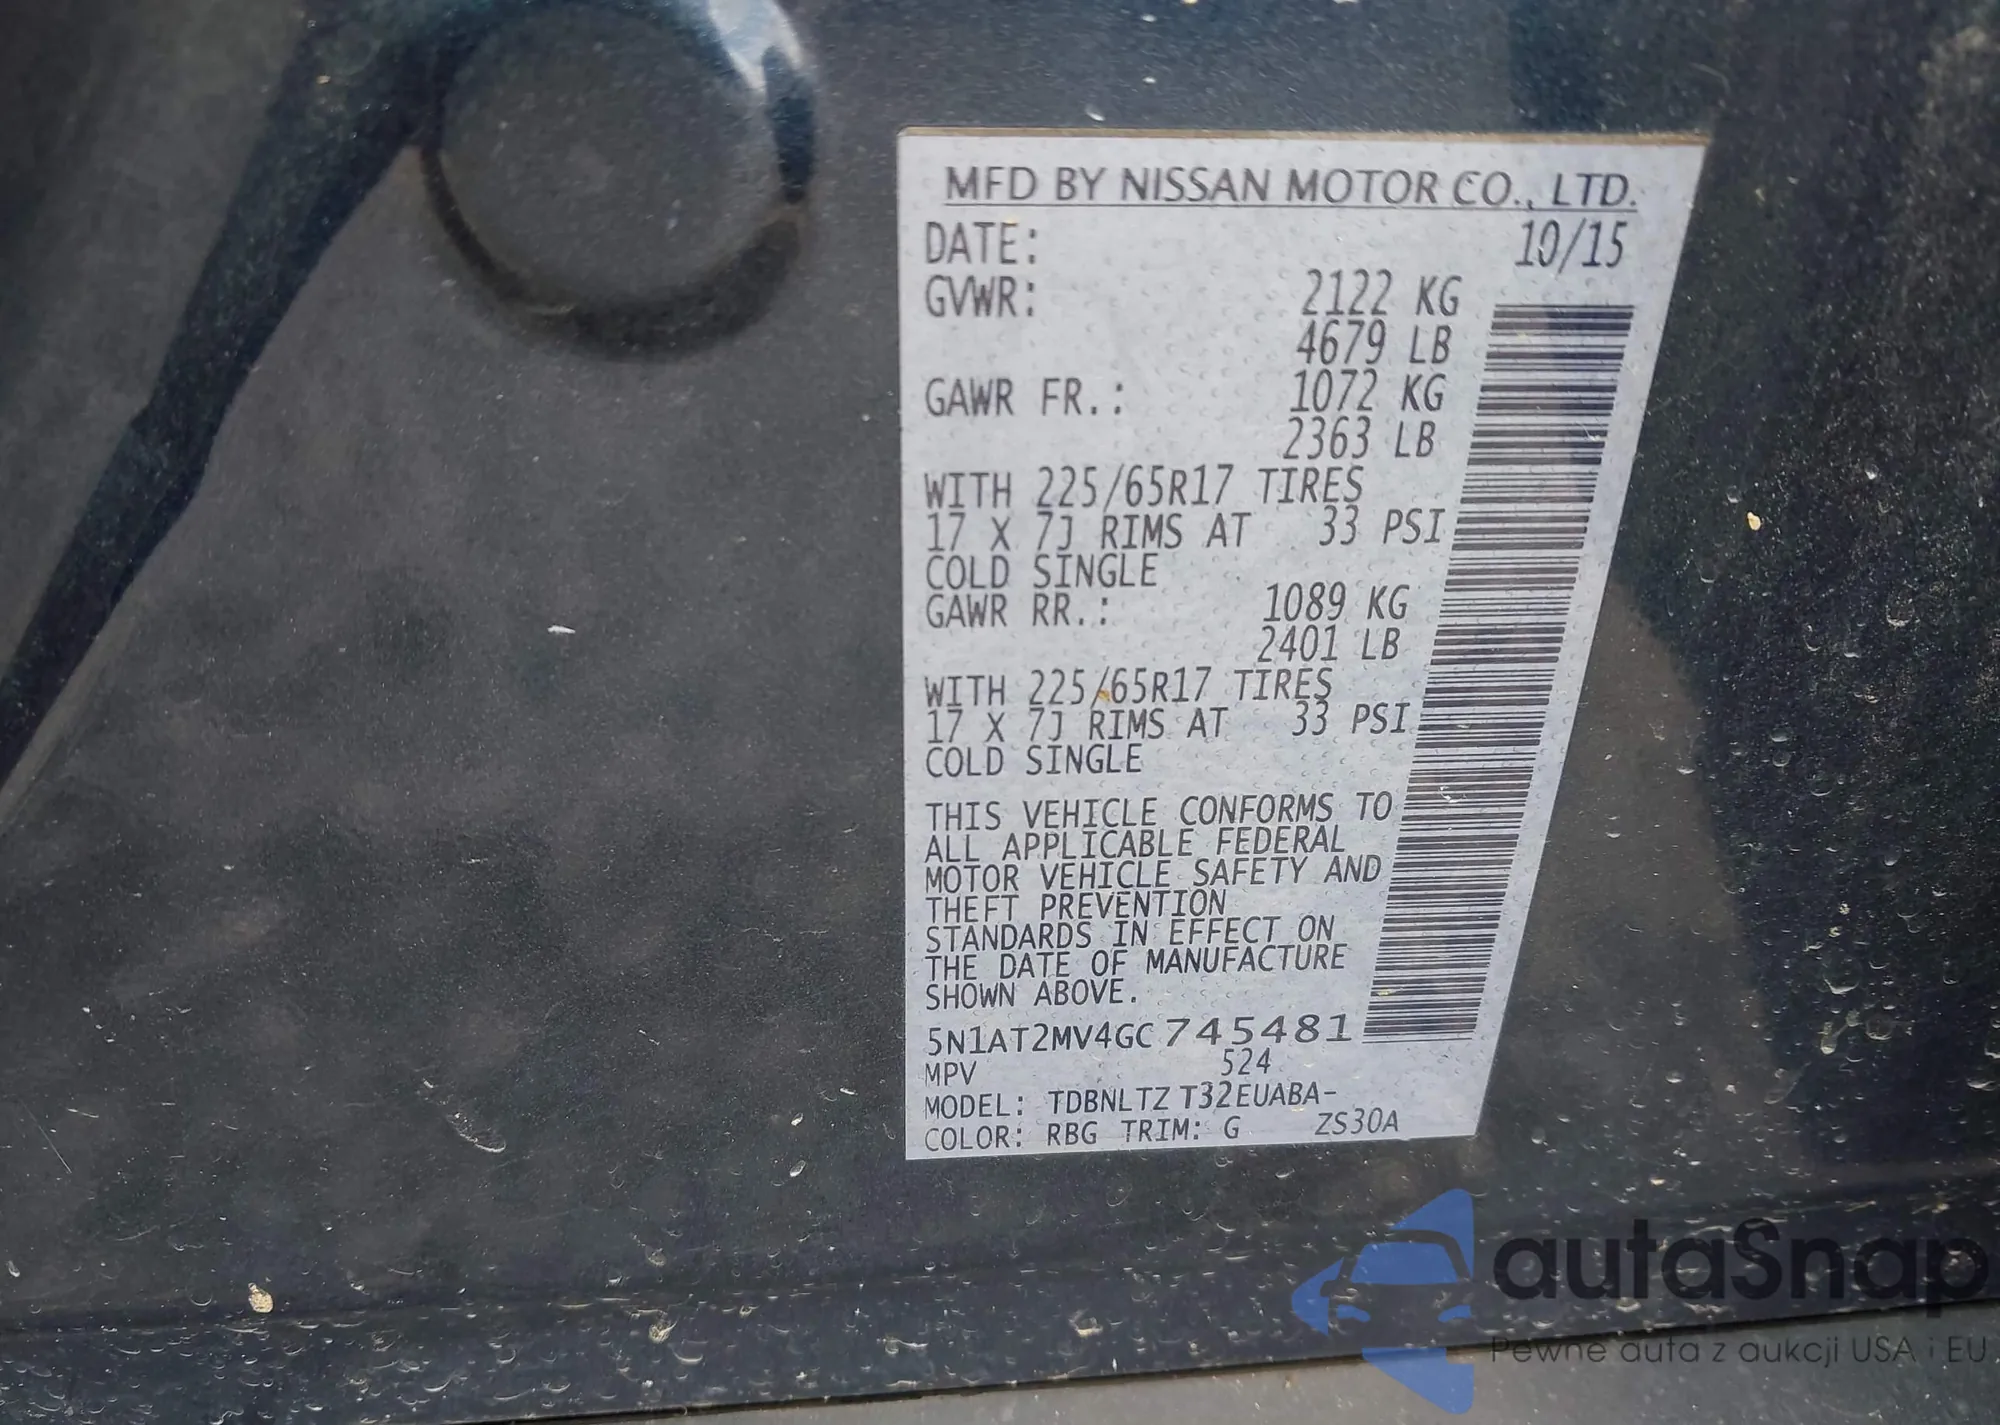 MFD BY NISSAN MOTOR CO., LTD.
DATE: 10/15
GVWR: 2122 KG
4679 LB
GAWR FR.: 1072 KG
2363 LB
WITH 225/65R17 TIRES
17 X 7J RIMS AT 33 PSI
COLD SINGLE
GAWR RR.: 1089 KG
2401 LB
WITH 225/65R17 TIRES
17 X 7J RIMS AT 33 PSI
COLD SINGLE
THIS VEHICLE CONFORMS TO
ALL APPLICABLE FEDERAL
MOTOR VEHICLE SAFETY AND
THEFT PREVENTION
STANDARDS IN EFFECT ON
THE DATE OF MANUFACTURE
SHOWN ABOVE.
5N1AT2MV4GC745481
MPV 524
MODEL: TDBNLTZ T32EUABA-
COLOR: RBG TRIM: G ZS30A
autaSnap
Pewne auta z aukcji USA i EU